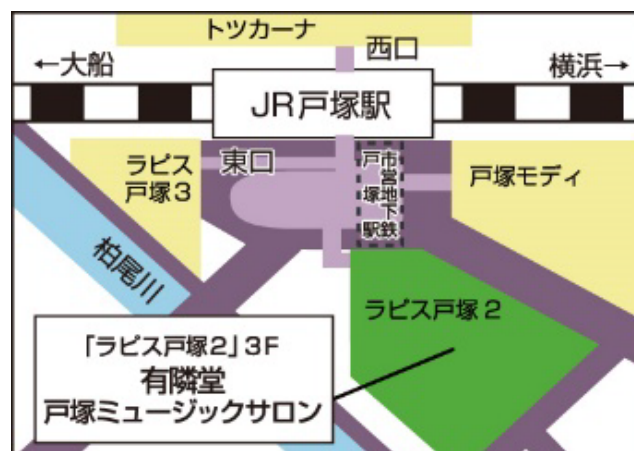 トツカーナ
西口
←大船
横浜→
JR戸塚駅
ラピス
戸塚3
東口
市営地下鉄
戸塚駅
戸塚モディ
柏尾川
ラピス戸塚2
「ラピス戸塚2」3F
有隣堂
戸塚ミュージックサロン